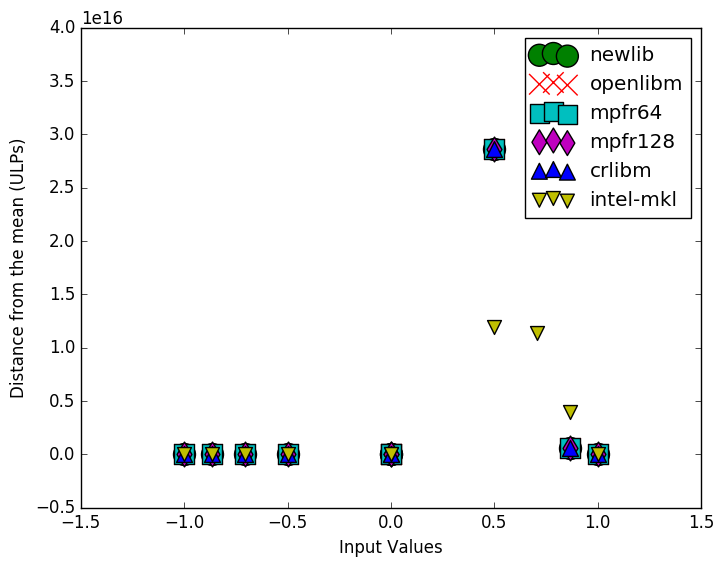 1e16
4.0
3.5
3.0
2.5
2.0
1.5
1.0
0.5
0.0
−0.5
Distance from the mean (ULPs)
newlib
openlibm
mpfr64
mpfr128
crlibm
intel-mkl
−1.5 −1.0 −0.5 0.0 0.5 1.0 1.5
Input Values